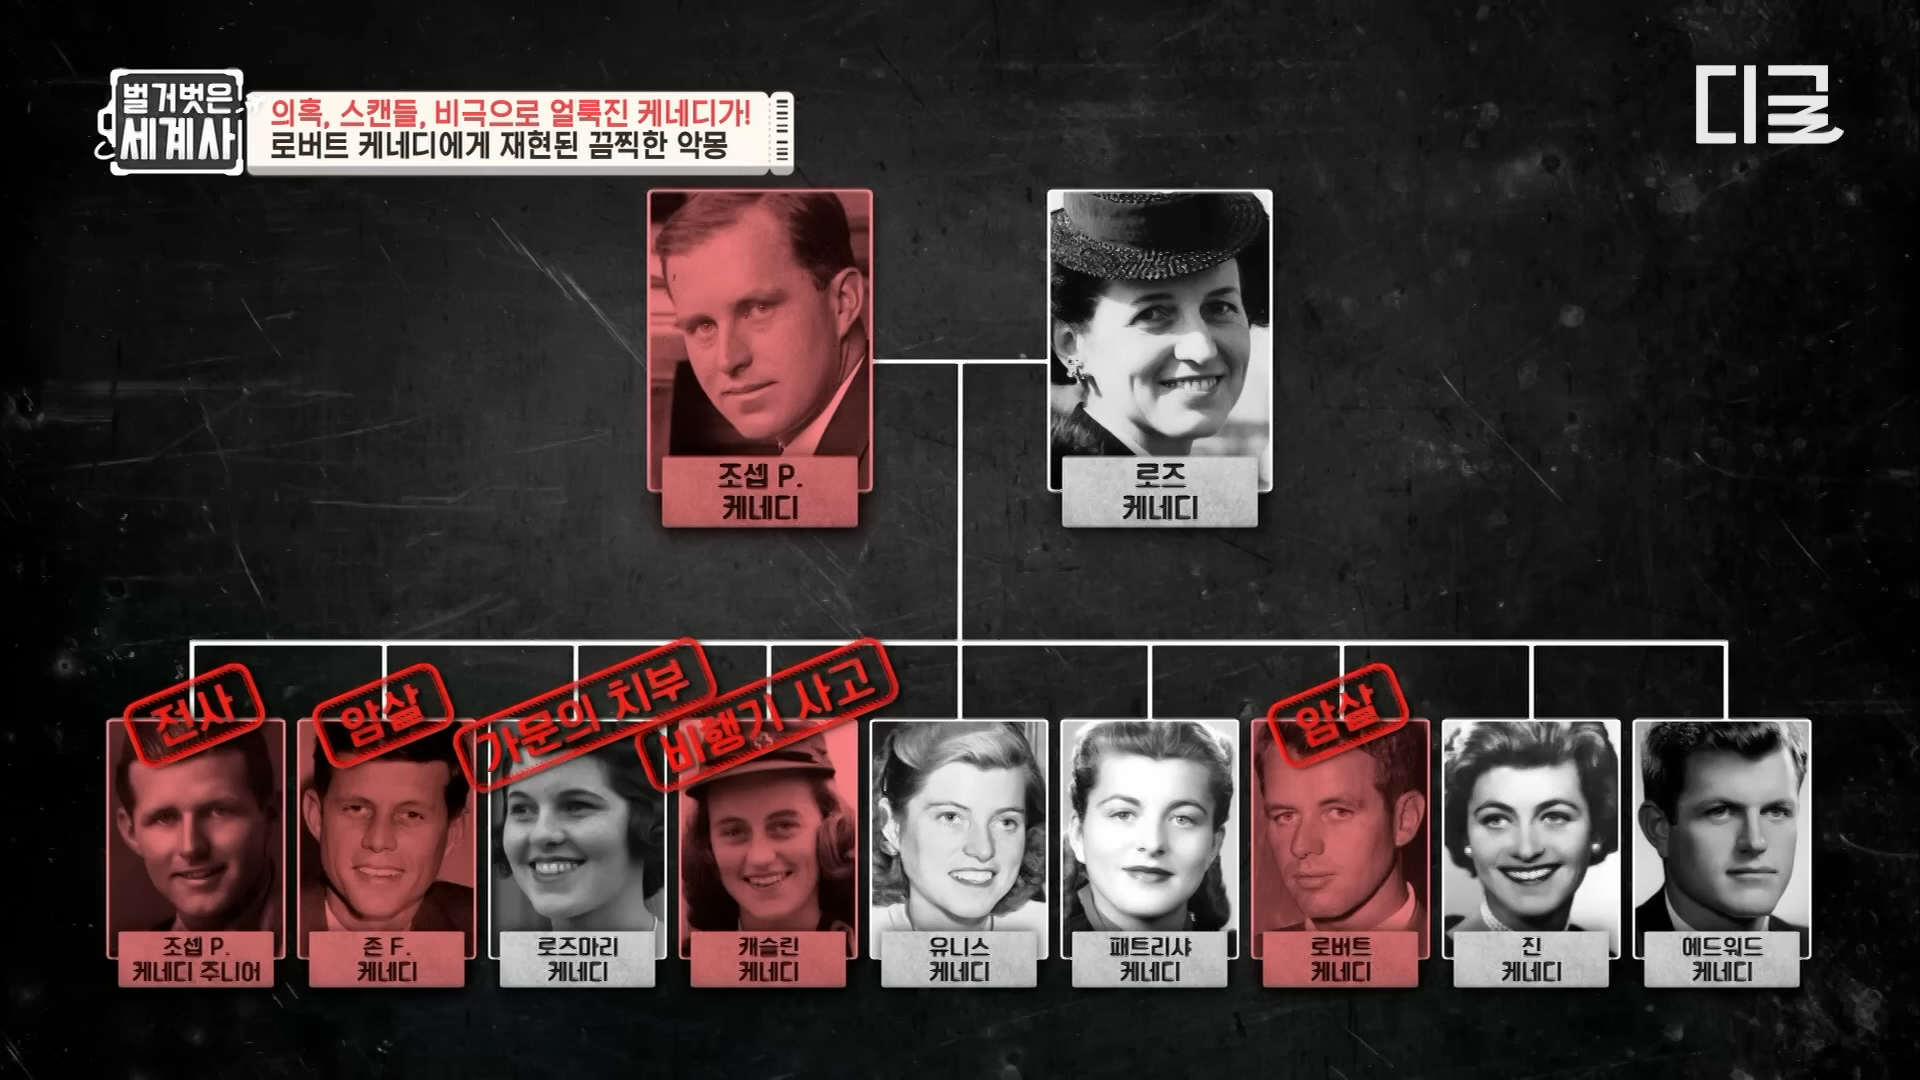 벌거벗은!
세계사
의혹, 스캔들, 비극으로 얼룩진 케네디가!
로버트 케네디에게 재현된 끔찍한 악몽
디글
조셉 P.
케네디
로즈
케네디
전사
암살
가문의 치부
비행기 사고
암살
조셉 P.
케네디 주니어
존 F.
케네디
로즈마리
케네디
캐슬린
케네디
유니스
케네디
패트리샤
케네디
로버트
케네디
진
케네디
에드워드
케네디